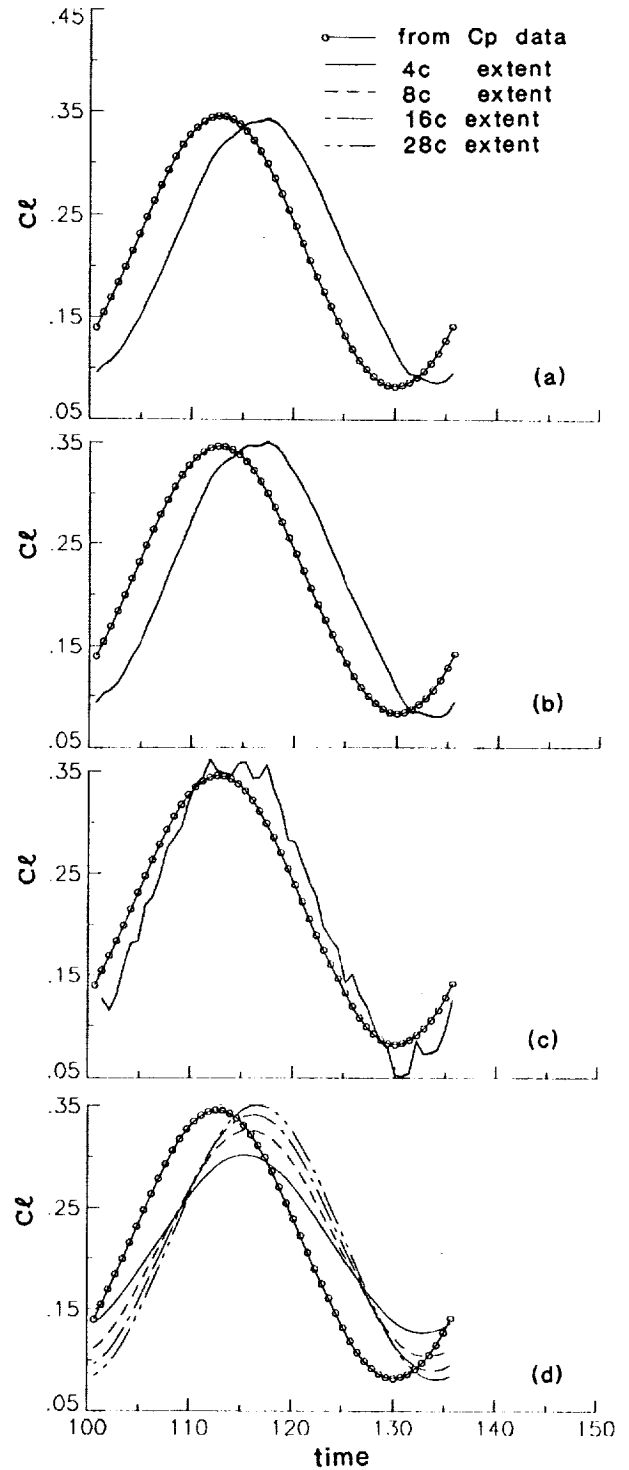 from Cp data
4c extent
8c extent
16c extent
28c extent
.45
.35
.25
.15
.05
Cℓ
(a)
.35
.25
.15
.05
Cℓ
(b)
.35
.25
.15
.05
Cℓ
(c)
.35
.25
.15
.05
Cℓ
(d)
100 110 120 130 140 150
time